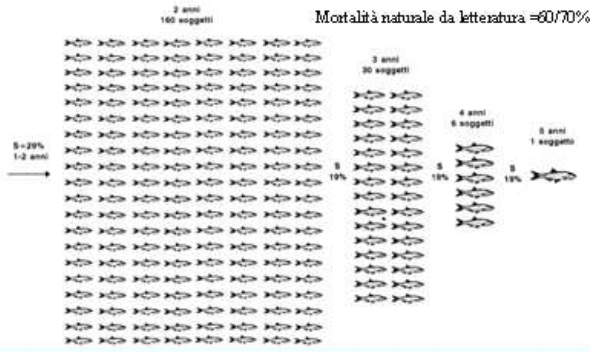 2 anni
160 soggetti
Mortalità naturale da letteratura =60/70%
3 anni
30 soggetti
4 anni
6 soggetti
5 anni
1 soggetto
S=29%
1-2 anni
S
19%
S
19%
S
19%